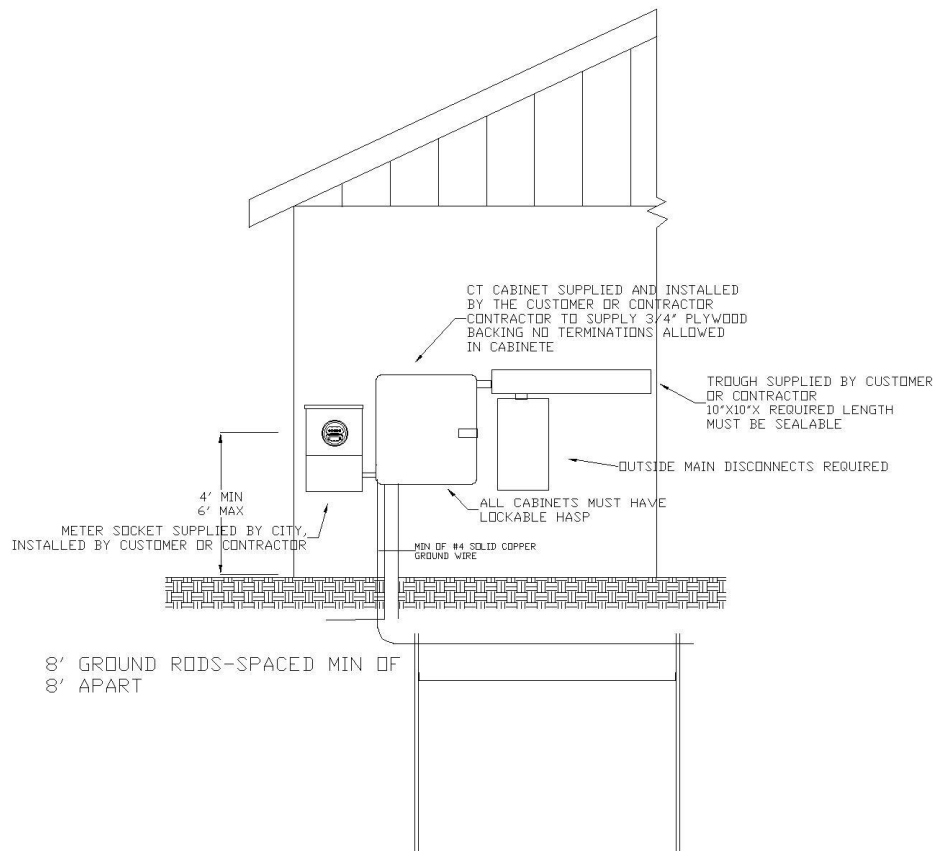 CT CABINET SUPPLIED AND INSTALLED
BY THE CUSTOMER OR CONTRACTOR
CONTRACTOR TO SUPPLY 3/4" PLYWOOD
BACKING NO TERMINATIONS ALLOWED
IN CABINETE
TROUGH SUPPLIED BY CUSTOMER
OR CONTRACTOR
10"X10"X REQUIRED LENGTH
MUST BE SEALABLE
OUTSIDE MAIN DISCONNECTS REQUIRED
4' MIN
6' MAX
ALL CABINETS MUST HAVE
LOCKABLE HASP
METER SOCKET SUPPLIED BY CITY,
INSTALLED BY CUSTOMER OR CONTRACTOR
MIN OF #4 SOLID COPPER
GROUND WIRE
8' GROUND RODS-SPACED MIN OF
8' APART